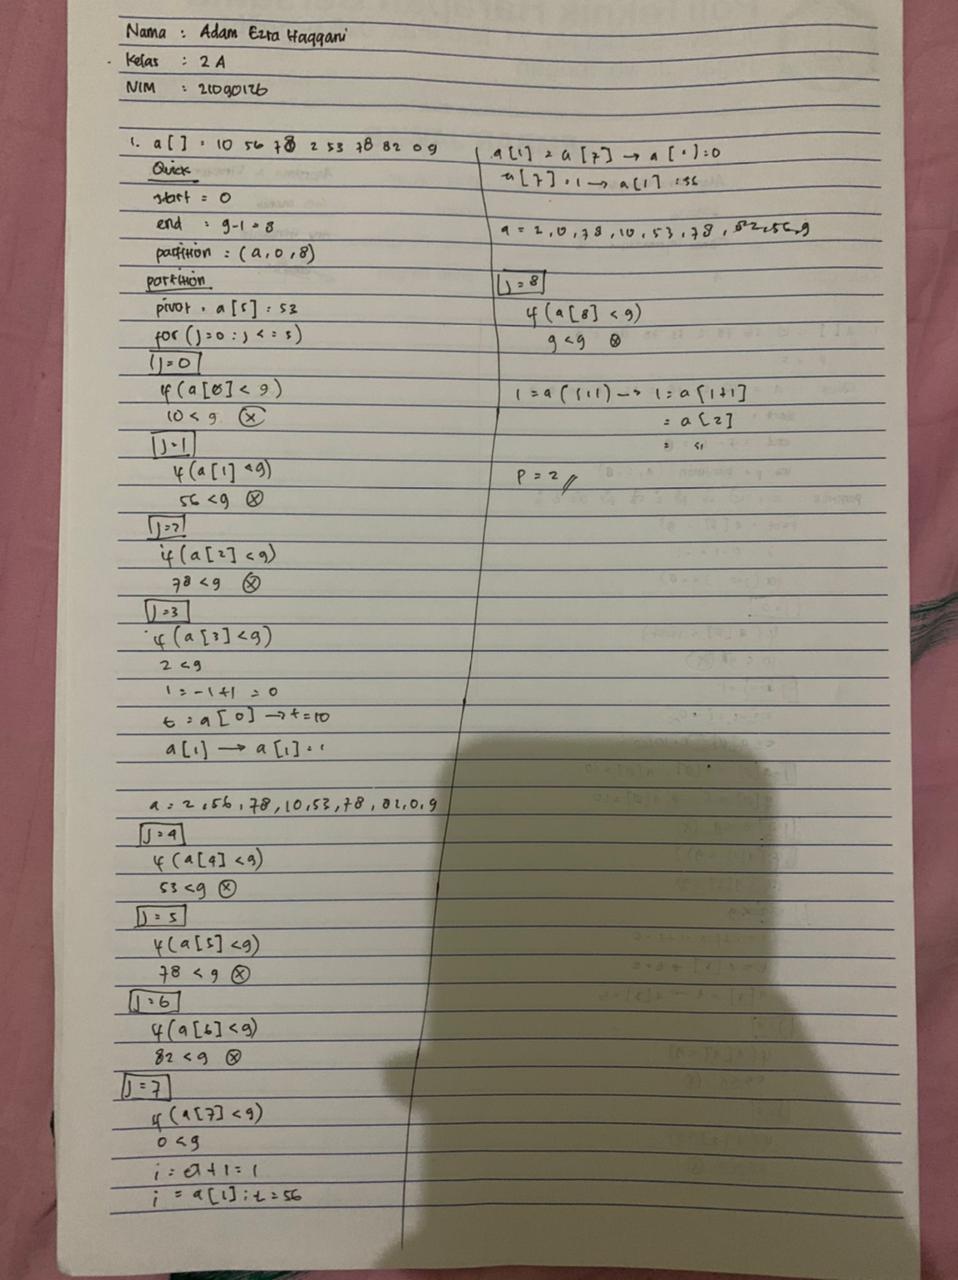 Nama : Adam Ezra Haqqani
Kelas : 2 A
NIM : 21090126
1. a[] = 10 56 78 2 53 78 82 0 9
Quick
start = 0
end : 9-1 = 8
partition : (a, 0, 8)
partition
pivot = a[5] : 53
for (j=0 ; j <= 5)
j=0
if (a[0] < 9)
10 < 9 ⊗
j=1
if (a[1] < 9)
56 < 9 ⊗
j=2
if (a[2] < 9)
78 < 9 ⊗
j=3
if (a[3] < 9)
2 < 9
i = -1+1 = 0
t = a[0] → t=10
a[1] → a[1] =
a = 2, 56, 78, 10, 53, 78, 82, 0, 9
j=4
if (a[4] < 9)
53 < 9 ⊗
j=5
if (a[5] < 9)
78 < 9 ⊗
j=6
if (a[6] < 9)
82 < 9 ⊗
j=7
if (a[7] < 9)
0 < 9
i = 0+1 = 1
i = a[1] ; t = 56
a[1] = a[7] → a[ ] = 0
a[7] = 1 → a[1] = 56
a = 2, 0, 78, 10, 53, 78, 82, 56, 9
j=8
if (a[8] < 9)
9 < 9 ⊗
i = a(i+1) → i = a[1+1]
= a[2]
=
P = 2 //